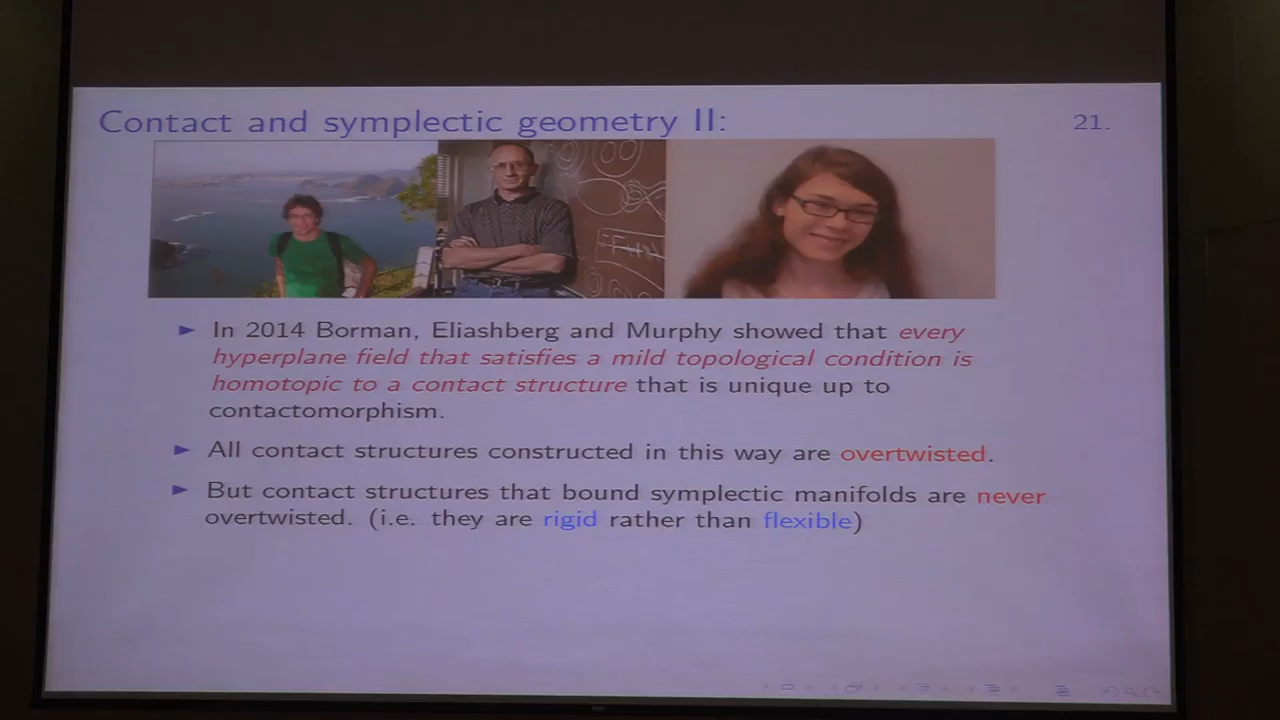 Contact and symplectic geometry II:
21.
► In 2014 Borman, Eliashberg and Murphy showed that every
hyperplane field that satisfies a mild topological condition is
homotopic to a contact structure that is unique up to
contactomorphism.
► All contact structures constructed in this way are overtwisted.
► But contact structures that bound symplectic manifolds are never
overtwisted. (i.e. they are rigid rather than flexible)